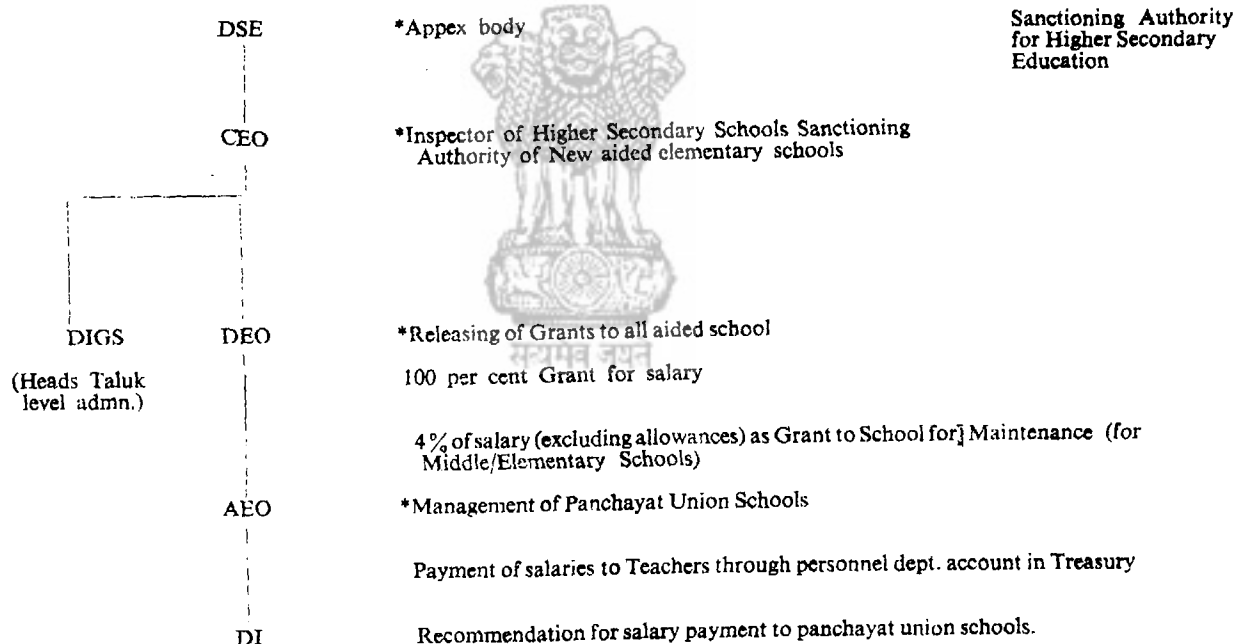 DSE *Appex body Sanctioning Authority
for Higher Secondary
Education
CEO *Inspector of Higher Secondary Schools Sanctioning
Authority of New aided elementary schools
DIGS DEO *Releasing of Grants to all aided school
सत्यमेव जयते
(Heads Taluk
level admn.)
100 per cent Grant for salary
4% of salary (excluding allowances) as Grant to School for] Maintenance (for
Middle/Elementary Schools)
AEO *Management of Panchayat Union Schools
Payment of salaries to Teachers through personnel dept. account in Treasury
DI Recommendation for salary payment to panchayat union schools.